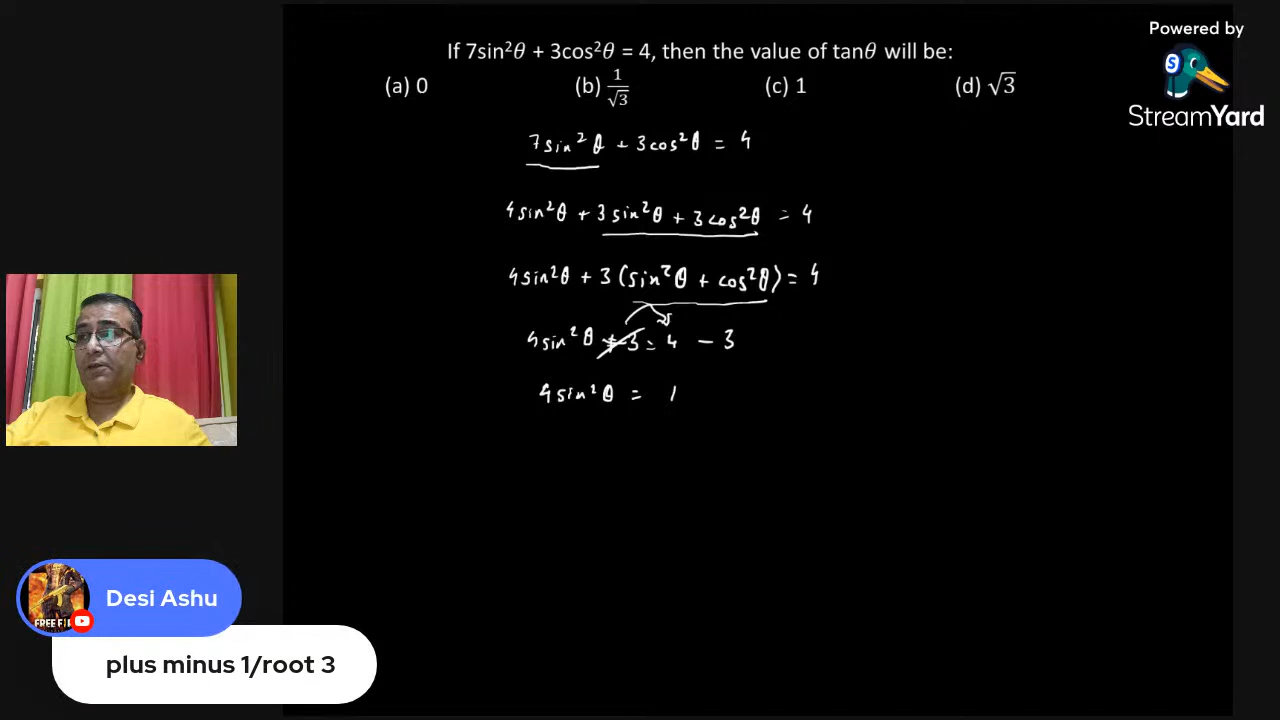 If 7sin²θ + 3cos²θ = 4, then the value of tanθ will be:
(a) 0 (b) 1/√3 (c) 1 (d) √3
7sin²θ + 3cos²θ = 4
4sin²θ + 3sin²θ + 3cos²θ = 4
4sin²θ + 3(sin²θ + cos²θ) = 4
4sin²θ + 3 = 4 - 3
4sin²θ = 1
Powered by
S
StreamYard
FREE FI
Desi Ashu
plus minus 1/root 3